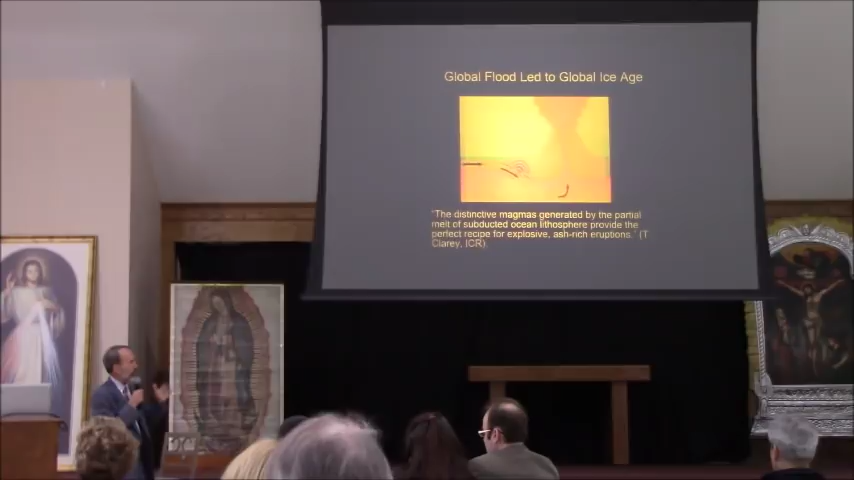 Global Flood Led to Global Ice Age
"The distinctive magmas generated by the partial
melt of subducted ocean lithosphere provide the
perfect recipe for explosive, ash-rich eruptions." (T
Clarey, ICR)